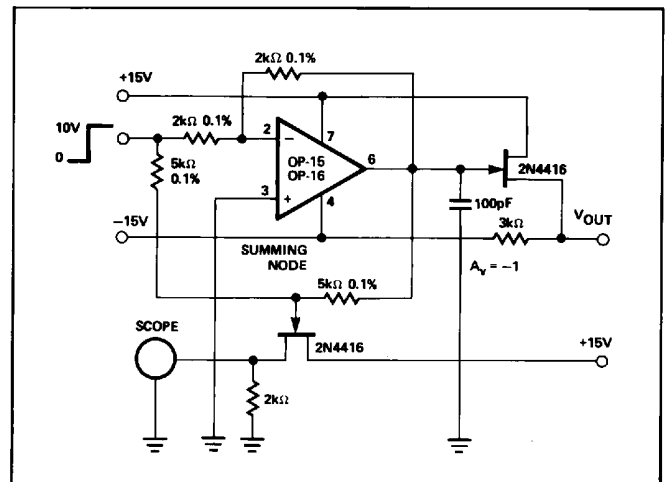 2kΩ 0.1%
+15V
10V
2kΩ 0.1%
0
2
7
−
OP-15
OP-16
6
5kΩ
0.1%
2N4416
3
+
4
100pF
VOUT
−15V
3kΩ
SUMMING
NODE
AV = −1
5kΩ 0.1%
SCOPE
2N4416
+15V
2kΩ